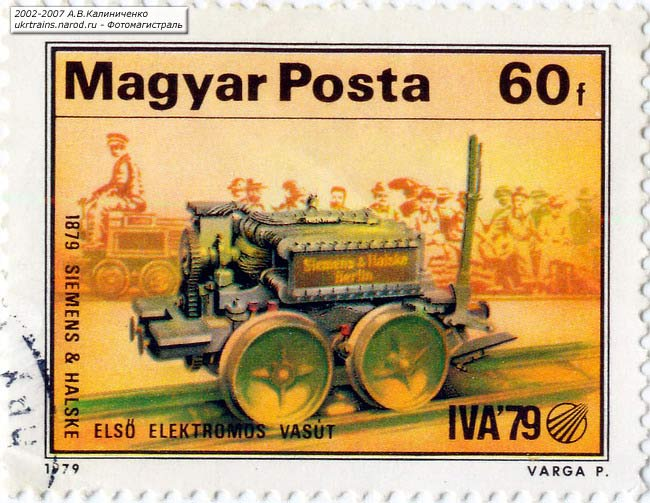 2002-2007 А.В.Калиниченко
ukrtrains.narod.ru - Фотомагистраль
Magyar Posta 60f
1879 SIEMENS & HALSKE
Siemens & Halske
Berlin
ELSŐ ELEKTROMOS VASÚT
IVA'79
1979
VARGA P.